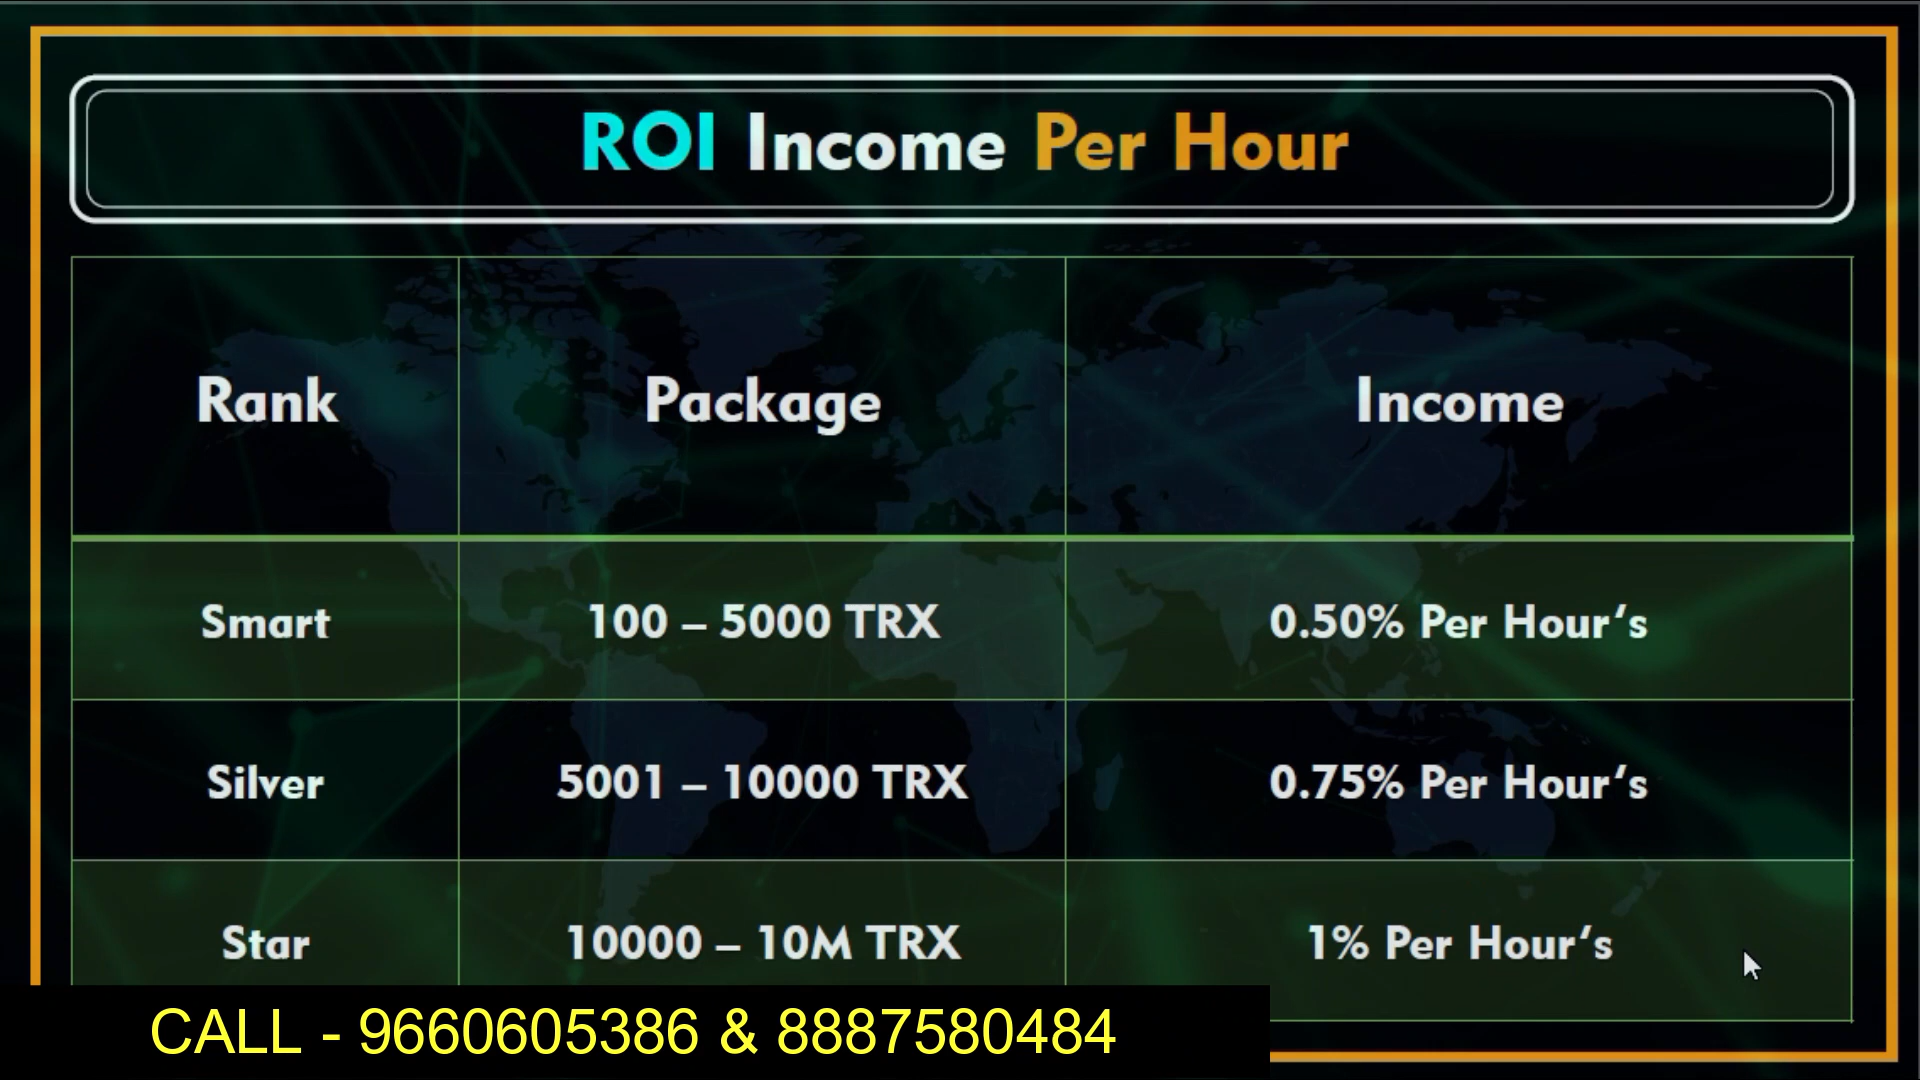 ROI Income Per Hour
Rank Package Income
Smart 100 – 5000 TRX 0.50% Per Hour‘s
Silver 5001 – 10000 TRX 0.75% Per Hour’s
Star 10000 – 10M TRX 1% Per Hour’s
CALL - 9660605386 & 8887580484